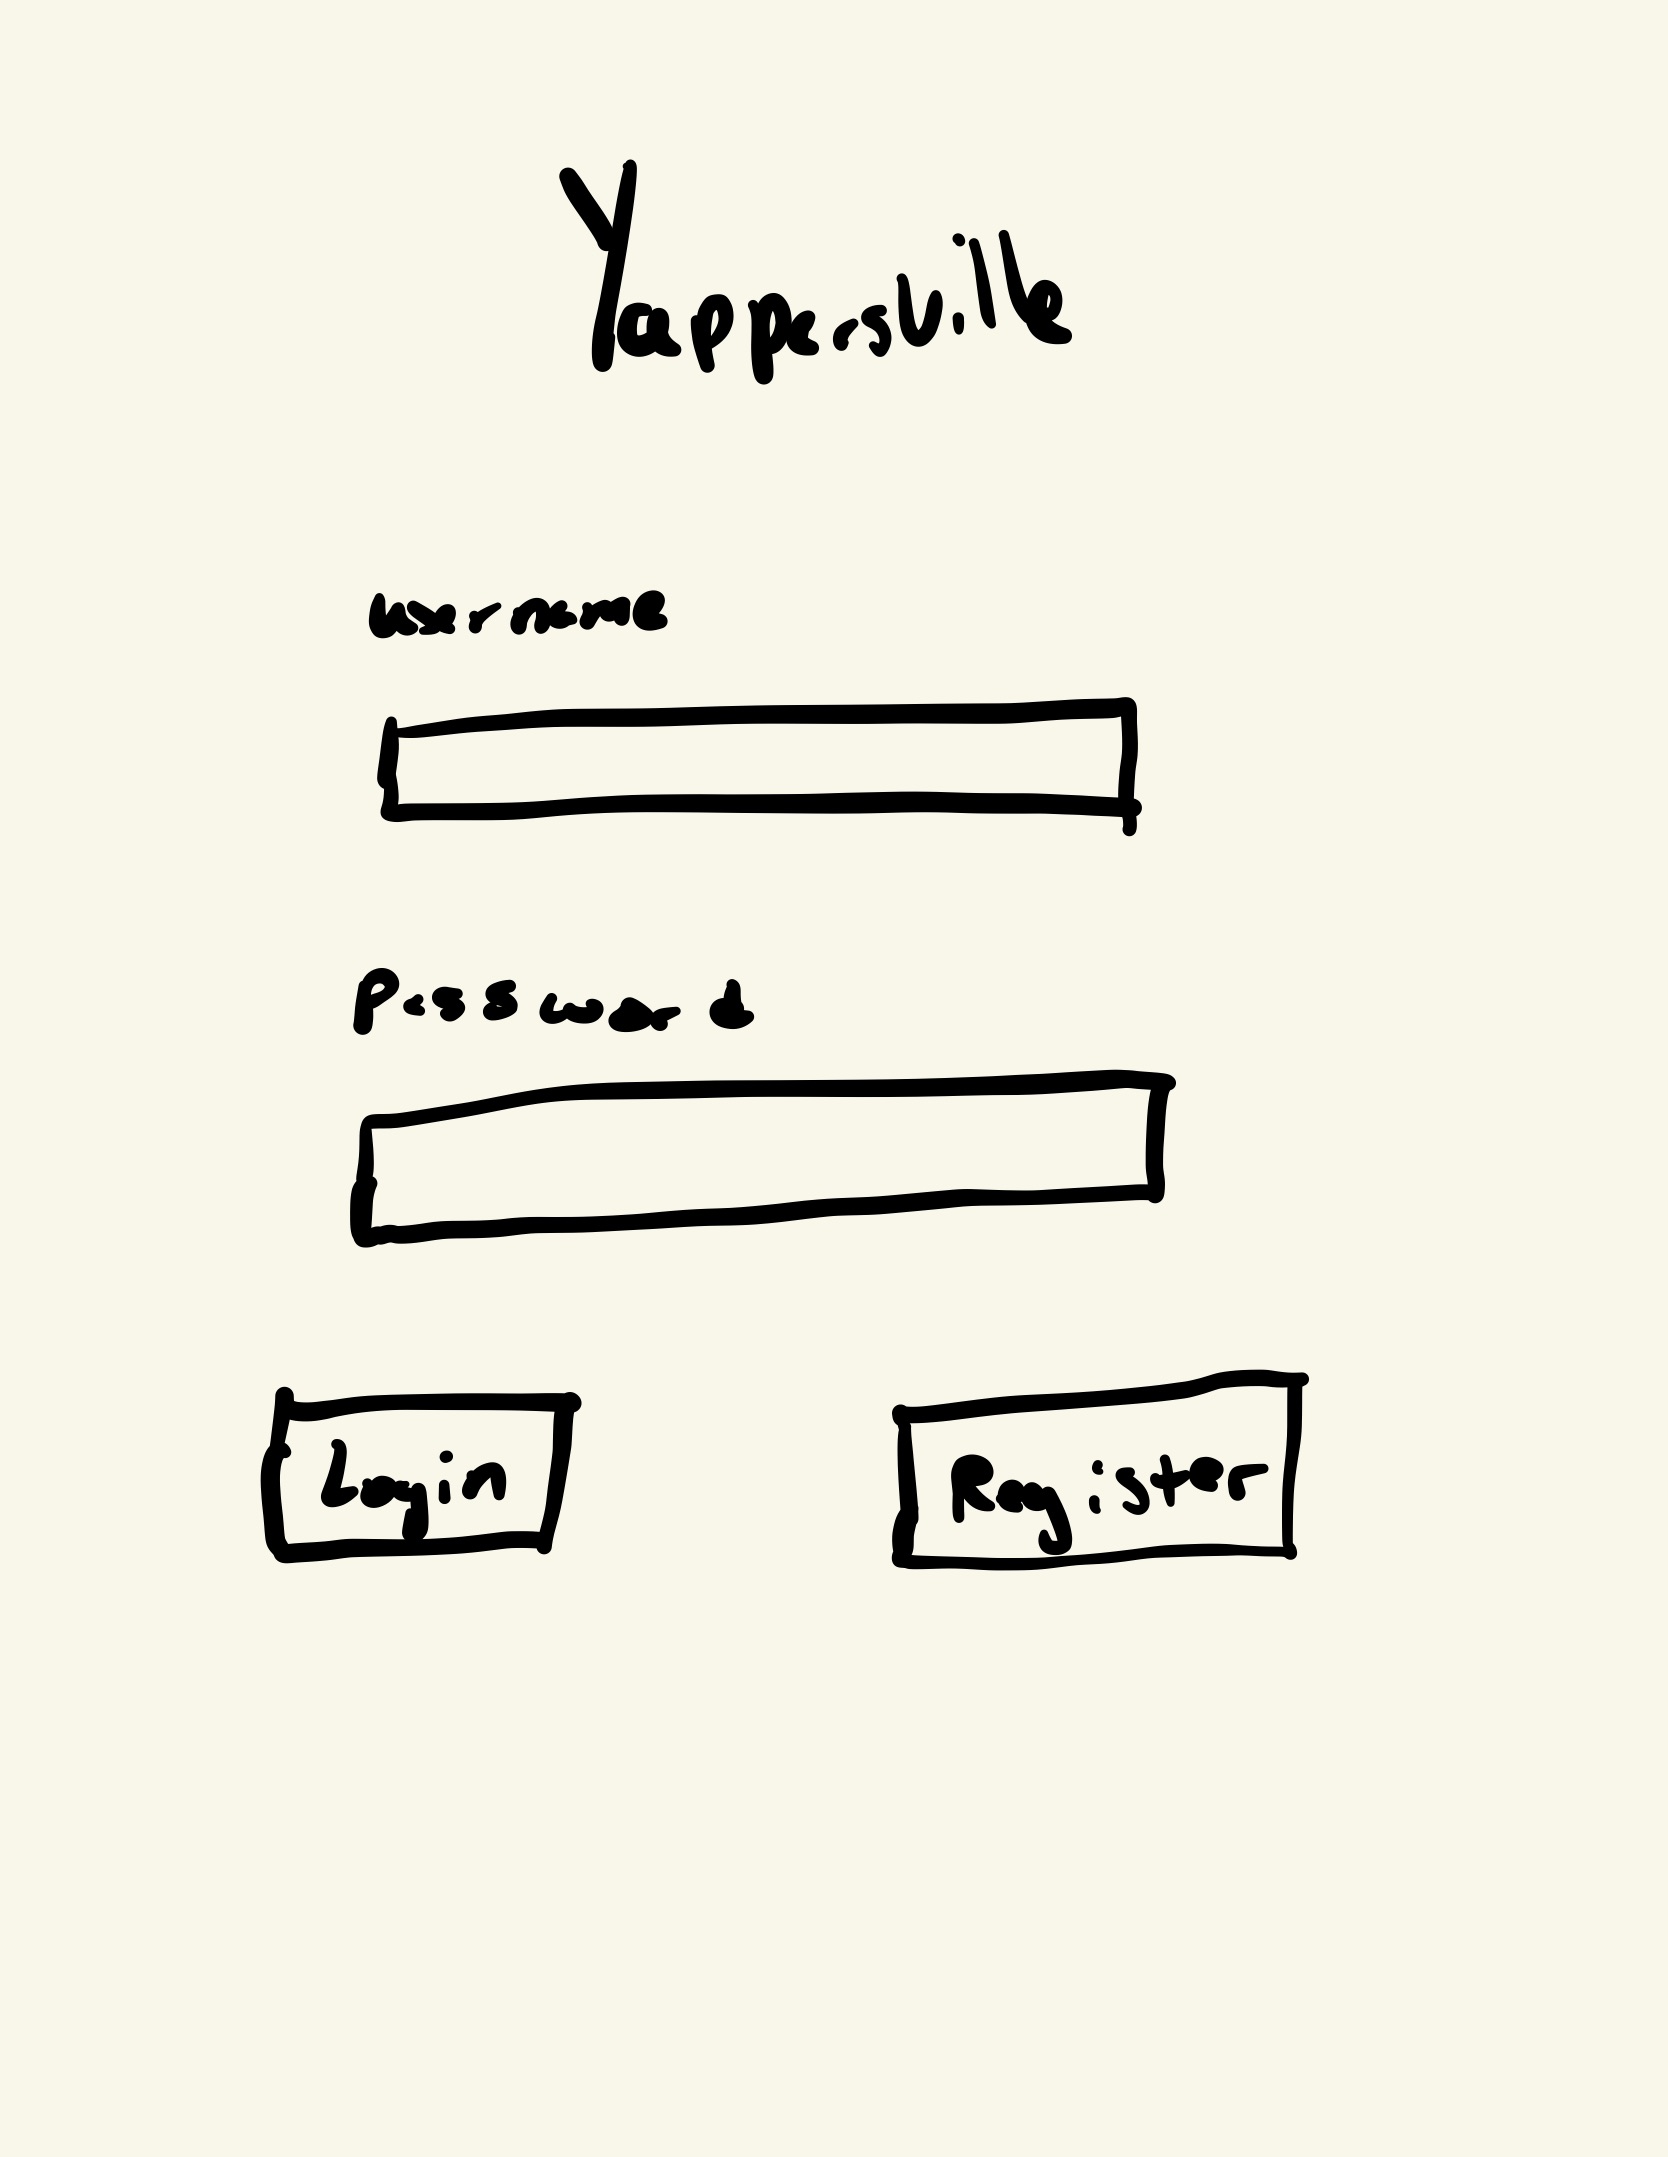 Yappersville
username
Password
Login
Register